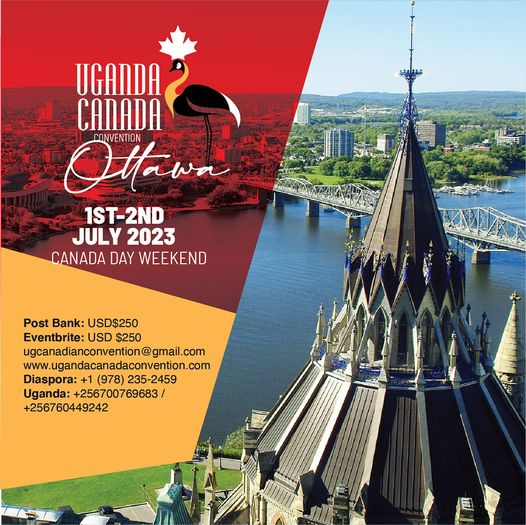 UGANDA
CANADA
CONVENTION
Ottawa
1ST-2ND
JULY 2023
CANADA DAY WEEKEND
Post Bank: USD$250
Eventbrite: USD $250
ugcanadianconvention@gmail.com
www.ugandacanadaconvention.com
Diaspora: +1 (978) 235-2459
Uganda: +256700769683 /
+256760449242